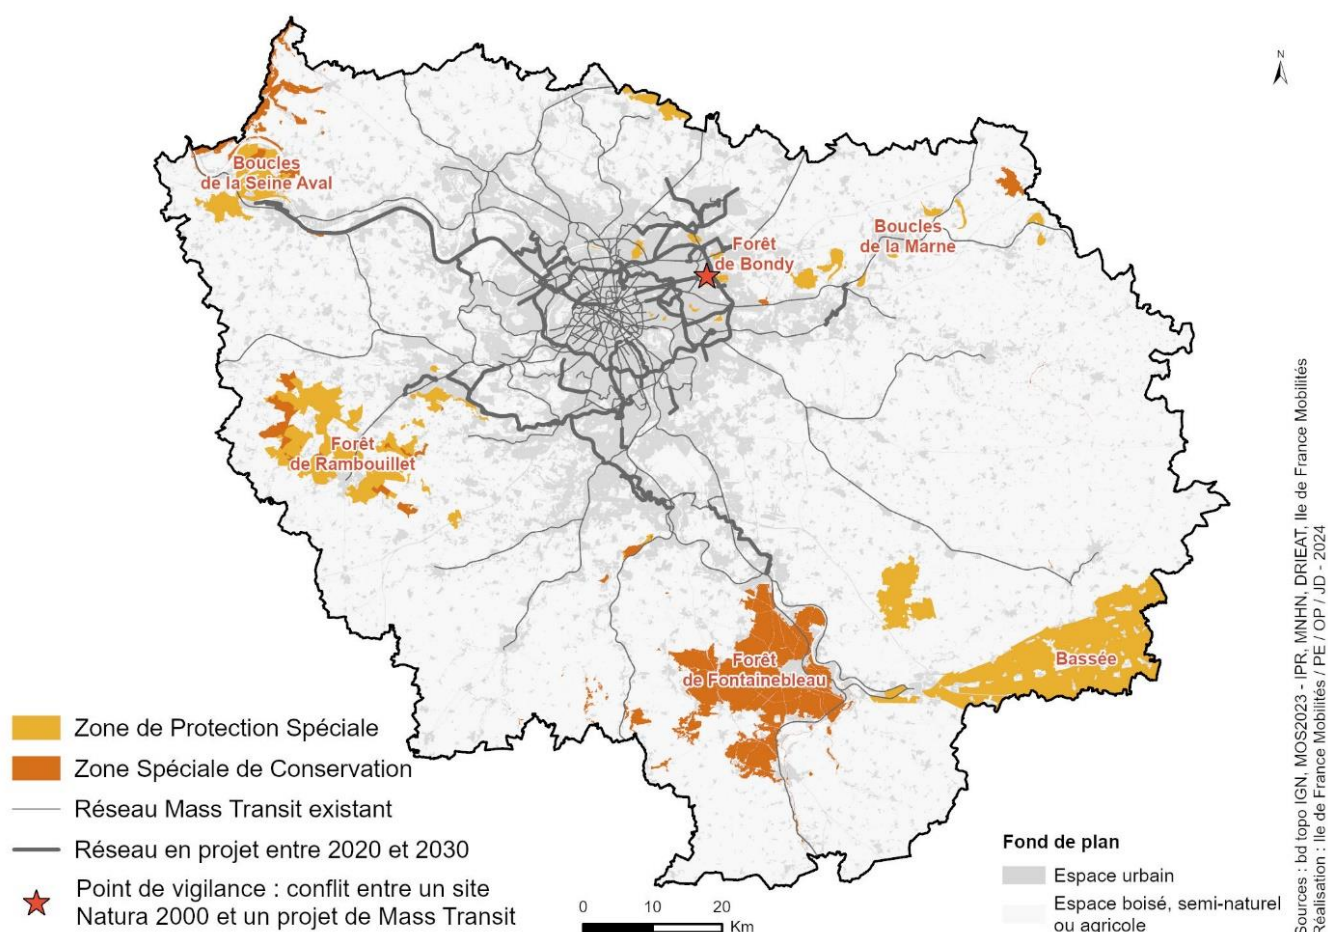 N
Boucles
de la Seine Aval
Boucles
de la Marne
Forêt
de Bondy
Forêt
de Rambouillet
Forêt
de Fontainebleau
Bassée
Zone de Protection Spéciale
Zone Spéciale de Conservation
Réseau Mass Transit existant
Réseau en projet entre 2020 et 2030
Point de vigilance : conflit entre un site
Natura 2000 et un projet de Mass Transit
0 10 20
Km
Fond de plan
Espace urbain
Espace boisé, semi-naturel
ou agricole
Sources : bd topo IGN, MOS2023 - IPR, MNHN, DRIEAT, Ile de France Mobilités
Réalisation : Ile de France Mobilités / PE / OP / JD - 2024